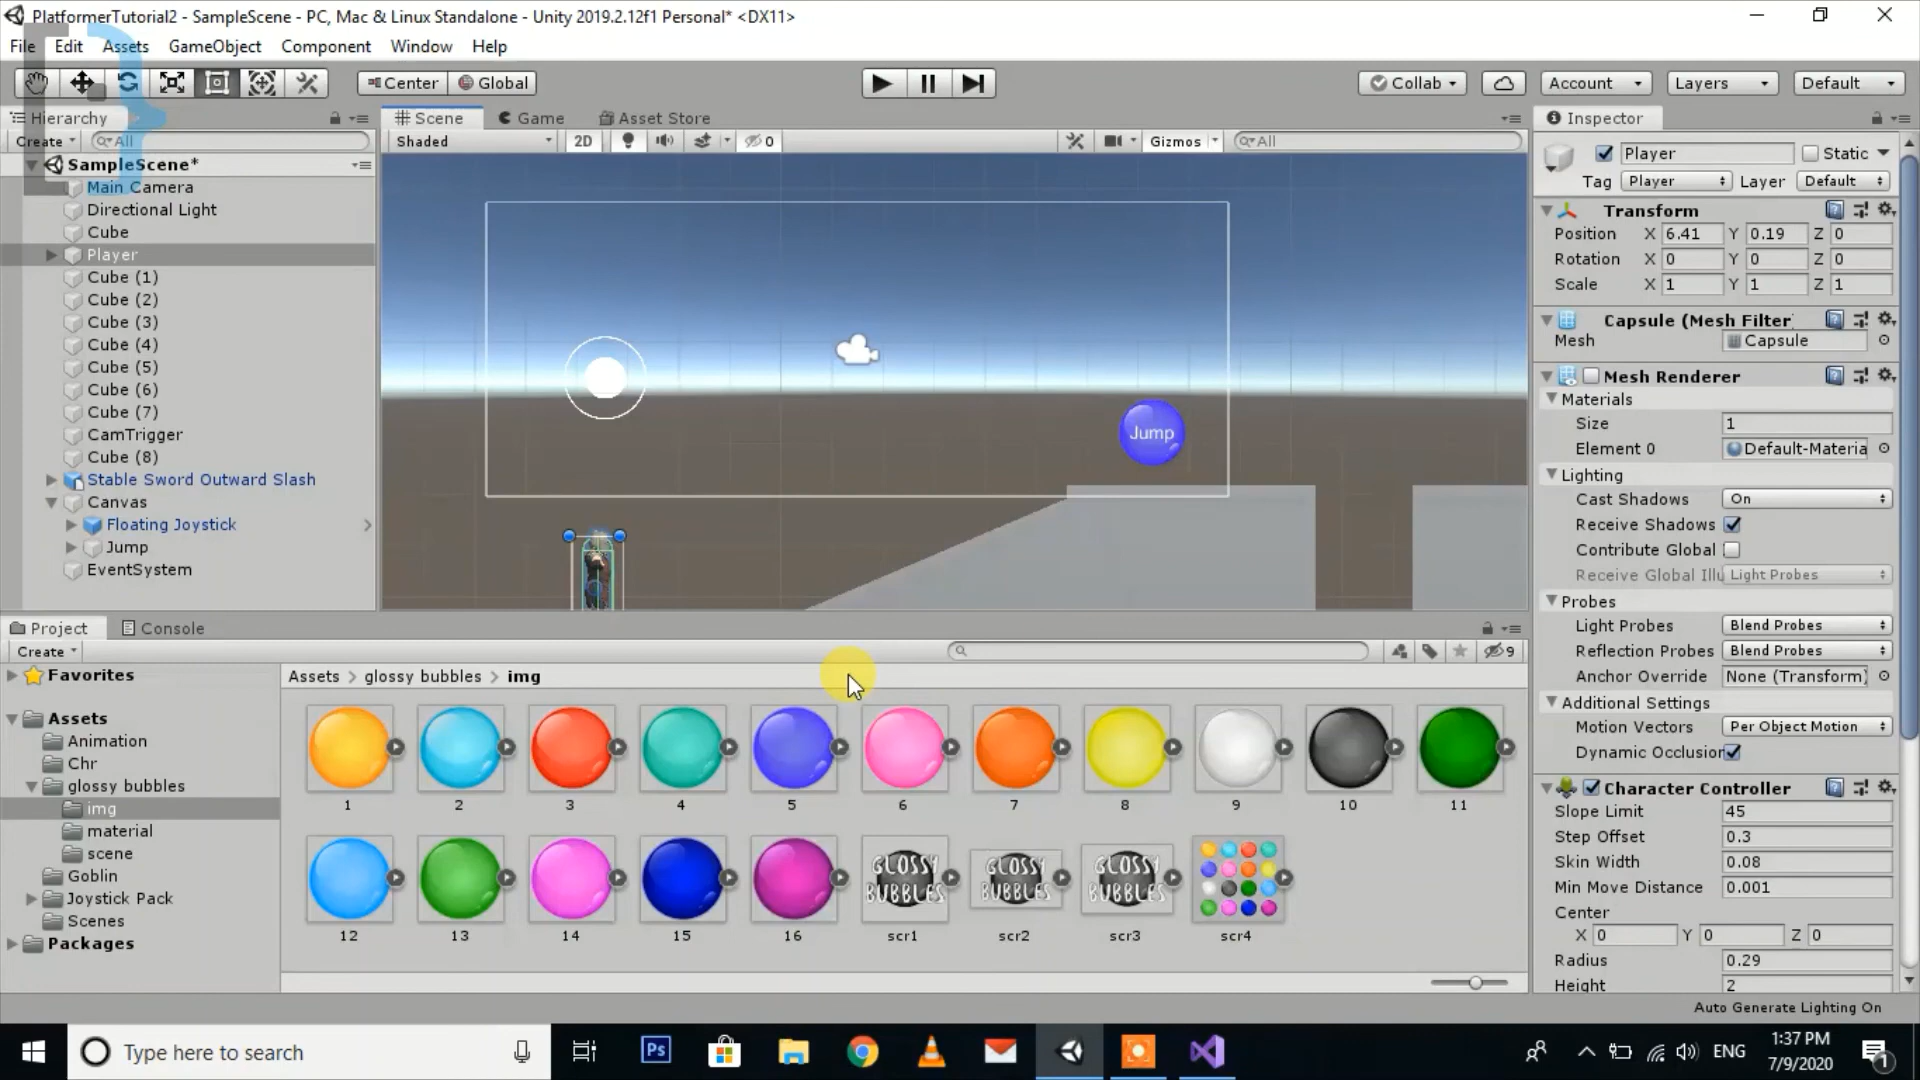 PlatformerTutorial2 - SampleScene - PC, Mac & Linux Standalone - Unity 2019.2.12f1 Personal* <DX11>
File Edit Assets GameObject Component Window Help
Center Global Collab Account Layers Default
Hierarchy
Create All
SampleScene*
Main Camera
Directional Light
Cube
Player
Cube (1)
Cube (2)
Cube (3)
Cube (4)
Cube (5)
Cube (6)
Cube (7)
CamTrigger
Cube (8)
Stable Sword Outward Slash
Canvas
Floating Joystick
Jump
EventSystem
Scene Game Asset Store
Shaded 2D 0 Gizmos All
Jump
Inspector
Player Static
Tag Player Layer Default
Transform
Position X 6.41 Y 0.19 Z 0
Rotation X 0 Y 0 Z 0
Scale X 1 Y 1 Z 1
Capsule (Mesh Filter)
Mesh Capsule
Mesh Renderer
Materials
Size 1
Element 0 Default-Materia
Lighting
Cast Shadows On
Receive Shadows
Contribute Global
Receive Global Illu Light Probes
Probes
Light Probes Blend Probes
Reflection Probes Blend Probes
Anchor Override None (Transform)
Additional Settings
Motion Vectors Per Object Motion
Dynamic Occlusion
Character Controller
Slope Limit 45
Step Offset 0.3
Skin Width 0.08
Min Move Distance 0.001
Center
X 0 Y 0 Z 0
Radius 0.29
Height 2
Auto Generate Lighting On
Project Console
Create 9
Favorites
Assets
Animation
Chr
glossy bubbles
img
material
scene
Goblin
Joystick Pack
Scenes
Packages
Assets > glossy bubbles > img
1 2 3 4 5 6 7 8 9 10 11
GLOSSY BUBBLES GLOSSY BUBBLES GLOSSY BUBBLES
12 13 14 15 16 scr1 scr2 scr3 scr4
Type here to search
Ps
ENG
1:37 PM
7/9/2020
1